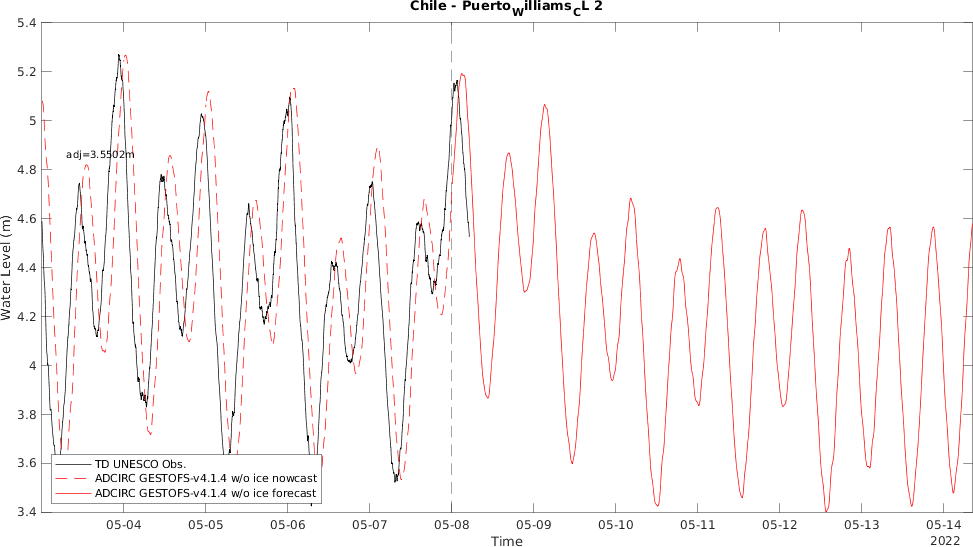 Chile - PuertoWilliamsCL 2
5.4
5.2
5
4.8
4.6
4.4
4.2
4
3.8
3.6
3.4
Water Level (m)
adj=3.5502m
TD UNESCO Obs.
ADCIRC GESTOFS-v4.1.4 w/o ice nowcast
ADCIRC GESTOFS-v4.1.4 w/o ice forecast
05-04 05-05 05-06 05-07 05-08 05-09 05-10 05-11 05-12 05-13 05-14
Time
2022